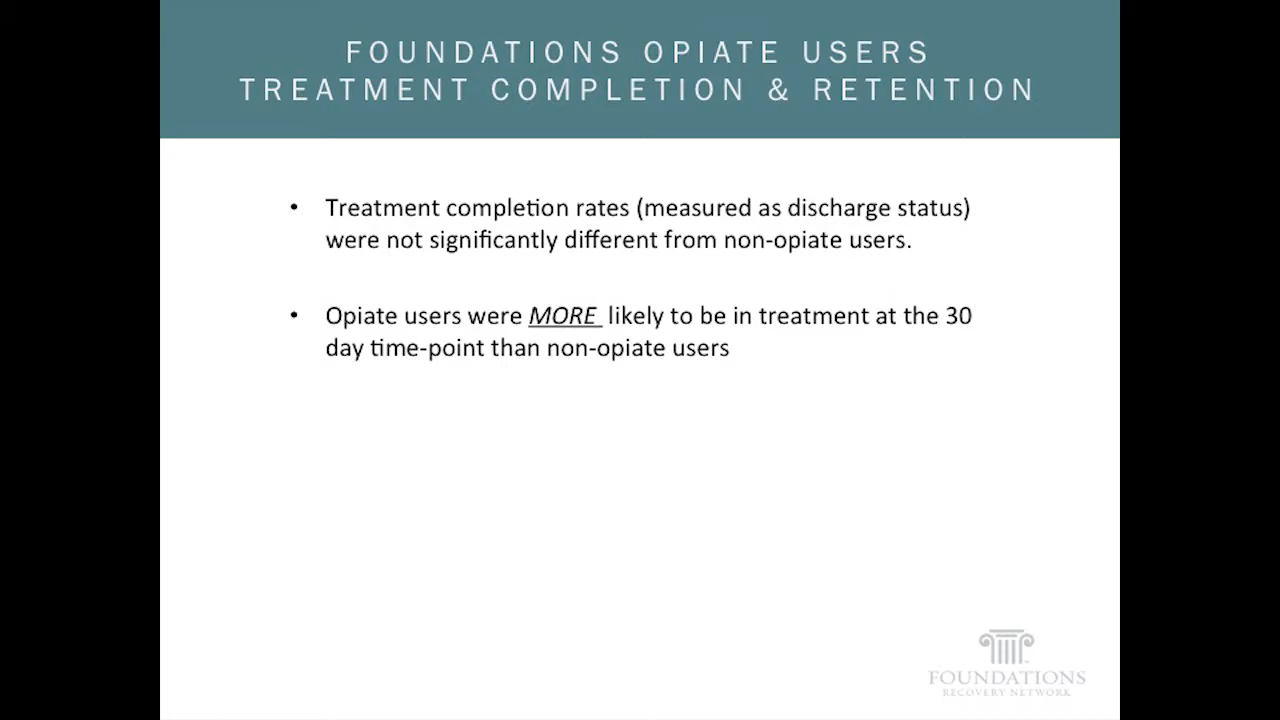 FOUNDATIONS OPIATE USERS
TREATMENT COMPLETION & RETENTION
• Treatment completion rates (measured as discharge status)
were not significantly different from non-opiate users.
• Opiate users were MORE likely to be in treatment at the 30
day time-point than non-opiate users
FOUNDATIONS
RECOVERY NETWORK